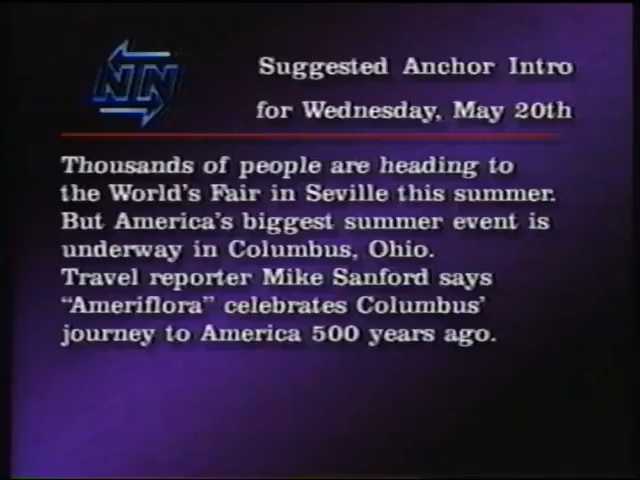 NTN
Suggested Anchor Intro
for Wednesday, May 20th
Thousands of people are heading to
the World's Fair in Seville this summer.
But America's biggest summer event is
underway in Columbus, Ohio.
Travel reporter Mike Sanford says
"Ameriflora" celebrates Columbus'
journey to America 500 years ago.